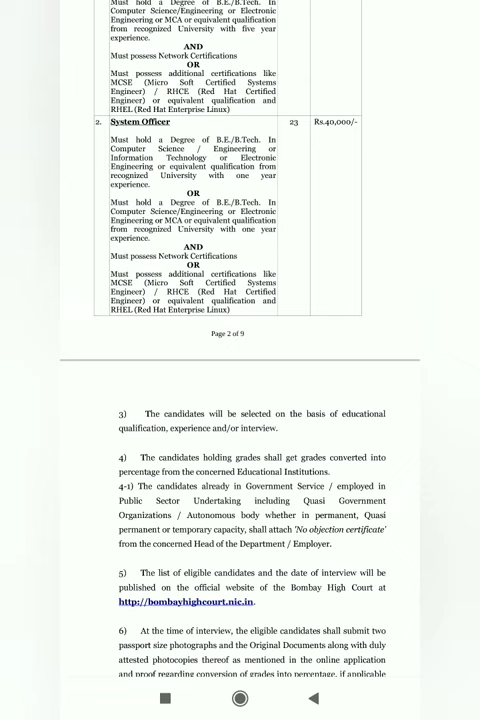 Must hold a Degree of B.E./B.Tech. In
Computer Science/Engineering or Electronic
Engineering or MCA or equivalent qualification
from recognized University with five year
experience.
AND
Must possess Network Certifications
OR
Must possess additional certifications like
MCSE (Micro Soft Certified Systems
Engineer) / RHCE (Red Hat Certified
Engineer) or equivalent qualification and
RHEL (Red Hat Enterprise Linux)
2. System Officer 23 Rs.40,000/-
Must hold a Degree of B.E./B.Tech. in
Computer Science / Engineering or
Information Technology or Electronic
Engineering or equivalent qualification from
recognized University with one year
experience.
OR
Must hold a Degree of B.E./B.Tech. In
Computer Science/Engineering or Electronic
Engineering or MCA or equivalent qualification
from recognized University with one year
experience.
AND
Must possess Network Certifications
OR
Must possess additional certifications like
MCSE (Micro Soft Certified Systems
Engineer) / RHCE (Red Hat Certified
Engineer) or equivalent qualification and
RHEL (Red Hat Enterprise Linux)
Page 2 of 9
3) The candidates will be selected on the basis of educational
qualification, experience and/or interview.
4) The candidates holding grades shall get grades converted into
percentage from the concerned Educational Institutions.
4-1) The candidates already in Government Service / employed in
Public Sector Undertaking including Quasi Government
Organizations / Autonomous body whether in permanent, Quasi
permanent or temporary capacity, shall attach 'No objection certificate'
from the concerned Head of the Department / Employer.
5) The list of eligible candidates and the date of interview will be
published on the official website of the Bombay High Court at
http://bombayhighcourt.nic.in.
6) At the time of interview, the eligible candidates shall submit two
passport size photographs and the Original Documents along with duly
attested photocopies thereof as mentioned in the online application
and proof regarding conversion of grades into percentage, if applicable